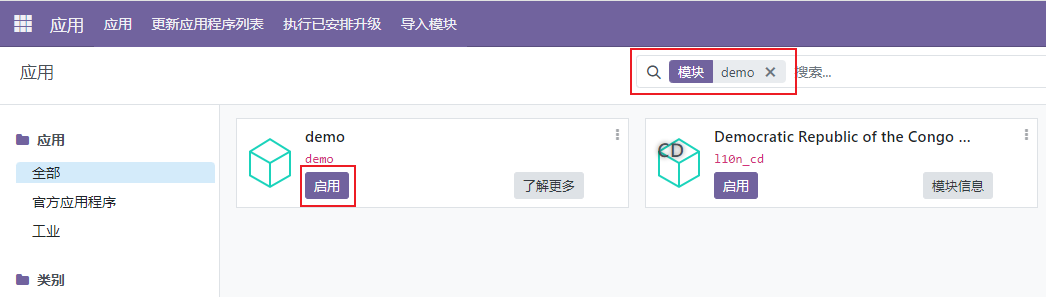 应用 应用 更新应用程序列表 执行已安排升级 导入模块
应用 模块 demo 搜索...
应用
全部
官方应用程序
工业
类别
demo
demo
启用 了解更多
CD
Democratic Republic of the Congo ...
l10n_cd
启用 模块信息